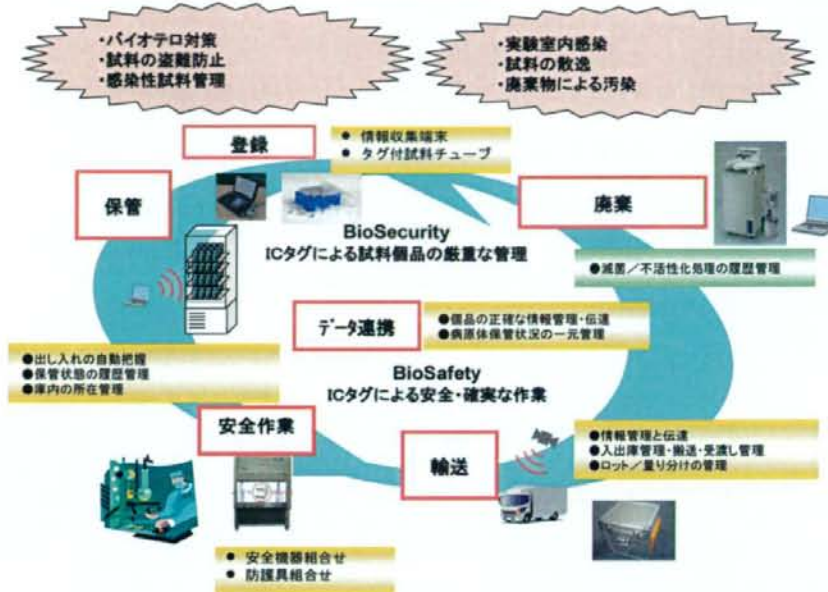 ・バイオテロ対策
・試料の盗難防止
・感染性試料管理
・実験室内感染
・試料の散逸
・廃棄物による汚染
登録
● 情報収集端末
● タグ付試料チューブ
保管
廃棄
BioSecurity
ICタグによる試料個品の厳重な管理
●滅菌／不活性化処理の履歴管理
データ連携
●個品の正確な情報管理・伝達
●病原体保管状況の一元管理
●出し入れの自動把握
●保管状態の履歴管理
●庫内の所在管理
BioSafety
ICタグによる安全・確実な作業
安全作業
輸送
●情報管理と伝達
●入出庫管理・搬送・受渡し管理
●ロット／量り分けの管理
● 安全機器組合せ
● 防護具組合せ